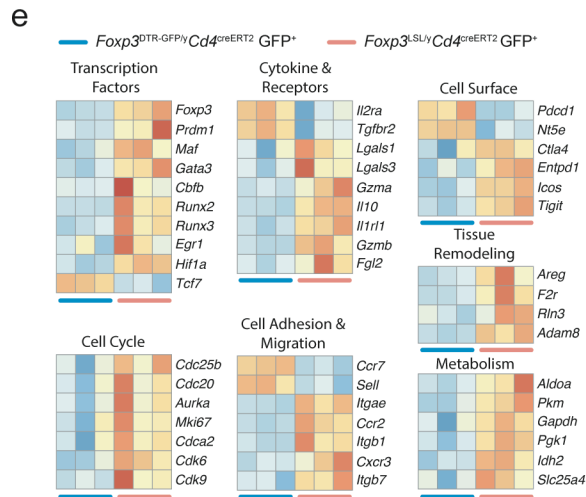 e
Foxp3DTR-GFP/yCd4creERT2 GFP+
Foxp3LSL/yCd4creERT2 GFP+
Transcription
Factors
Foxp3
Prdm1
Maf
Gata3
Cbfb
Runx2
Runx3
Egr1
Hif1a
Tcf7
Cytokine &
Receptors
Il2ra
Tgfbr2
Lgals1
Lgals3
Gzma
Il10
Il1rl1
Gzmb
Fgl2
Cell Surface
Pdcd1
Nt5e
Ctla4
Entpd1
Icos
Tigit
Tissue
Remodeling
Areg
F2r
Rln3
Adam8
Cell Cycle
Cdc25b
Cdc20
Aurka
Mki67
Cdca2
Cdk6
Cdk9
Cell Adhesion &
Migration
Ccr7
Sell
Itgae
Ccr2
Itgb1
Cxcr3
Itgb7
Metabolism
Aldoa
Pkm
Gapdh
Pgk1
Idh2
Slc25a4